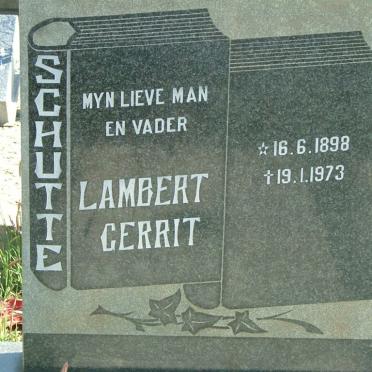 SCHUTTE
MYN LIEVE MAN
EN VADER
LAMBERT
GERRIT
☆16.6.1898
✝19.1.1973